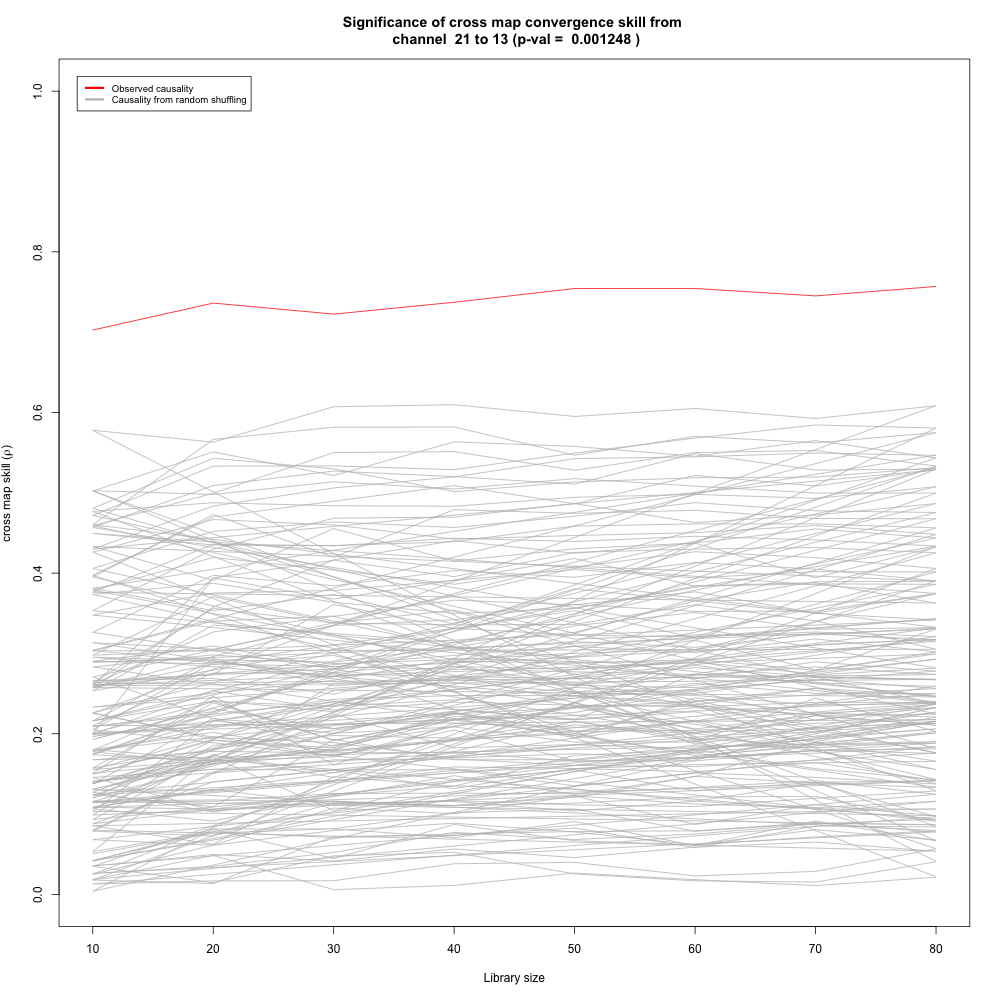 Significance of cross map convergence skill from
channel  21 to 13 (p-val =  0.001248 )
Observed causality
Causality from random shuffling
cross map skill (ρ)
1.0
0.8
0.6
0.4
0.2
0.0
10 20 30 40 50 60 70 80
Library size